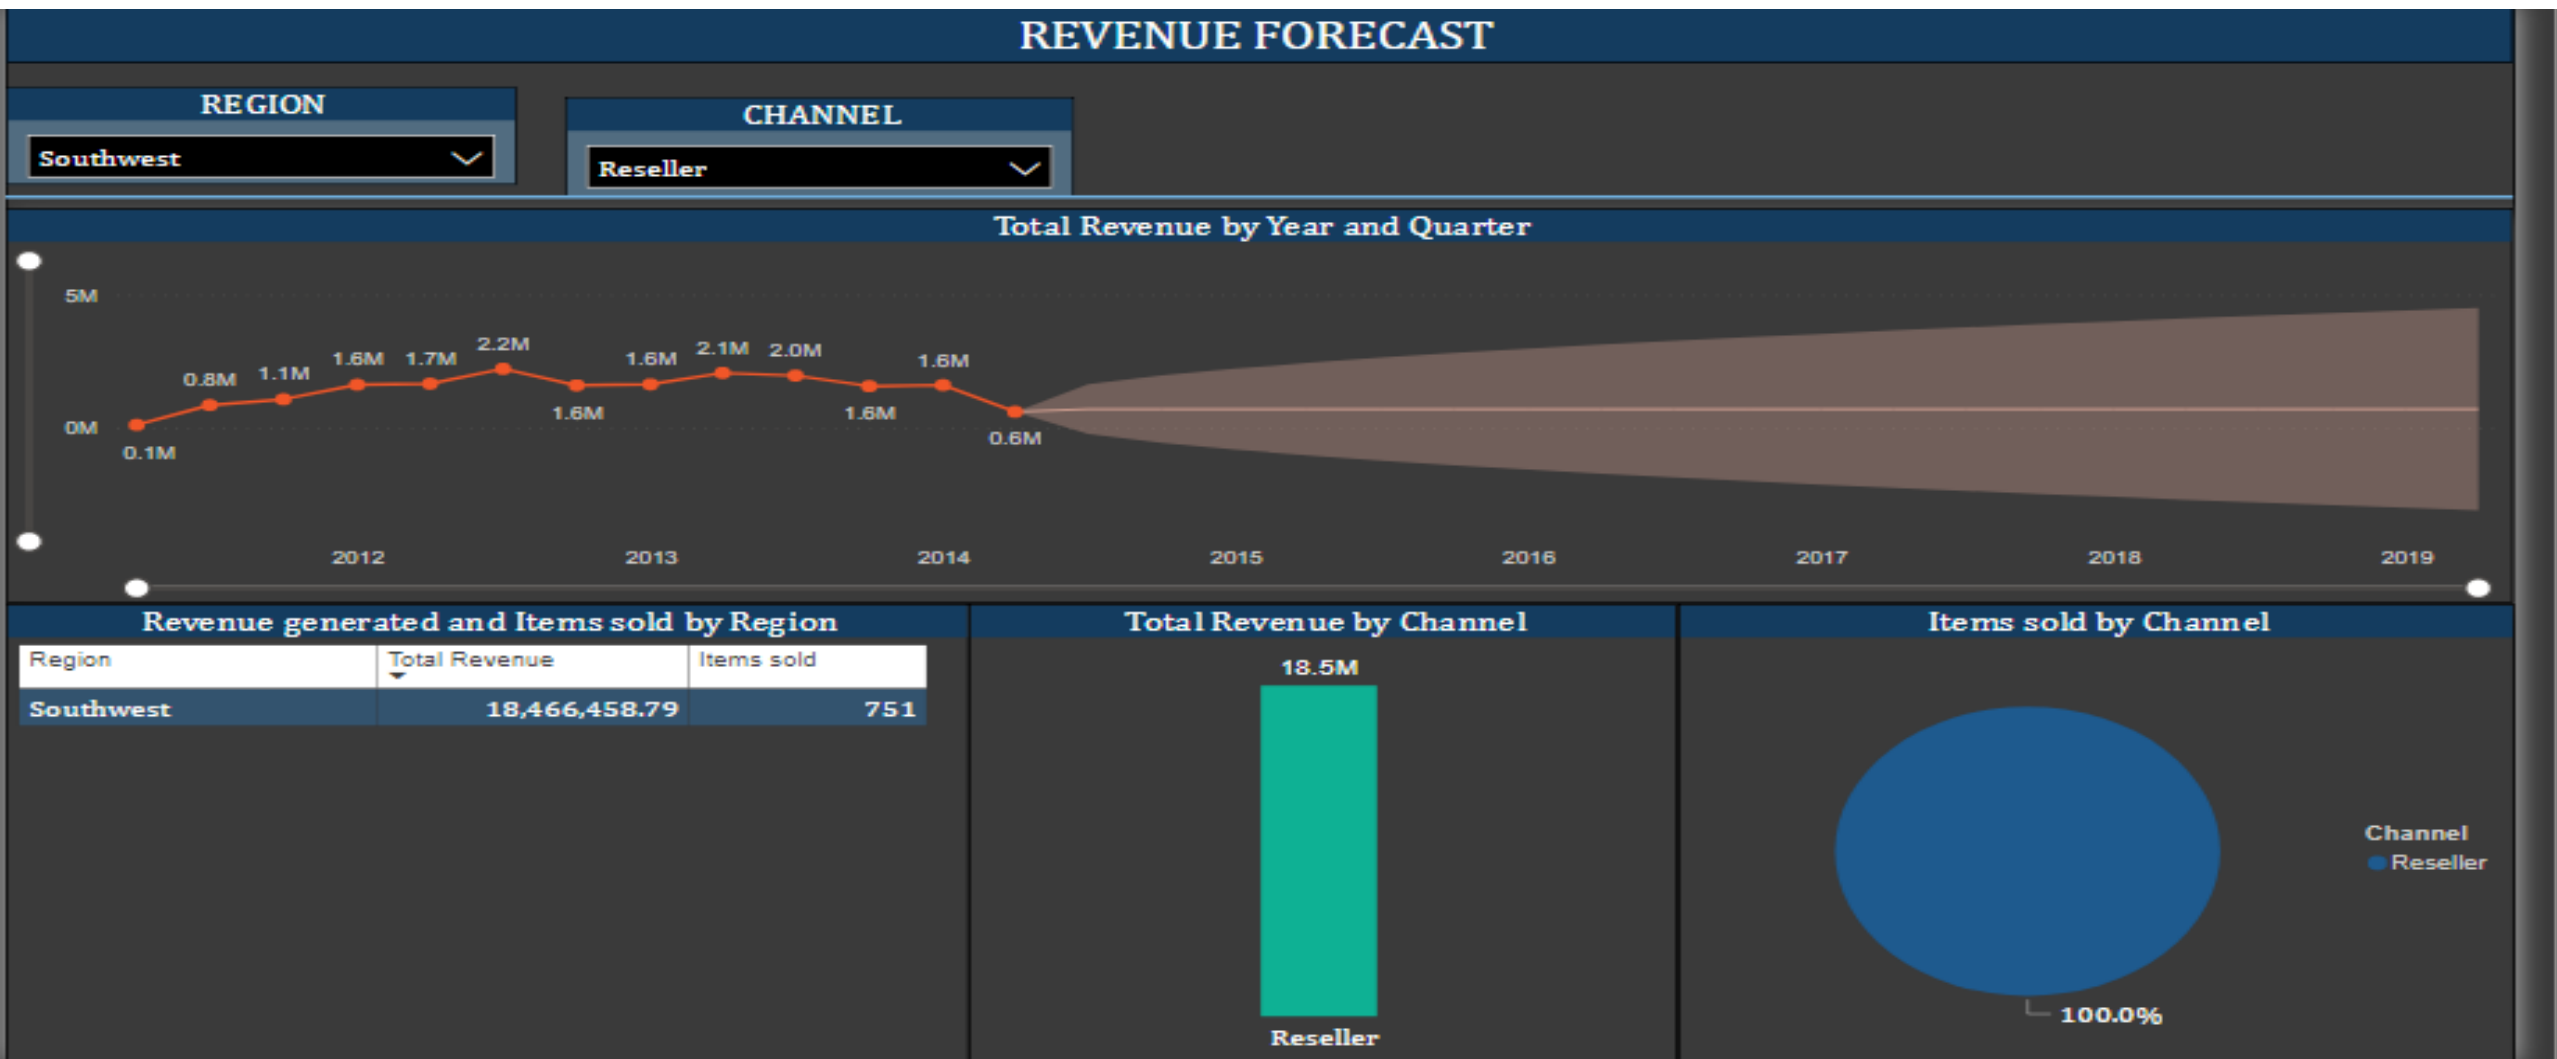 REVENUE FORECAST
REGION
Southwest
CHANNEL
Reseller
Total Revenue by Year and Quarter
5M
0M
0.1M
0.8M
1.1M
1.6M
1.7M
2.2M
1.6M
1.6M
2.1M
2.0M
1.6M
1.6M
0.6M
2012 2013 2014 2015 2016 2017 2018 2019
Revenue generated and Items sold by Region
Region Total Revenue Items sold
Southwest 18,466,458.79 751
Total Revenue by Channel
18.5M
Reseller
Items sold by Channel
Channel
Reseller
100.0%